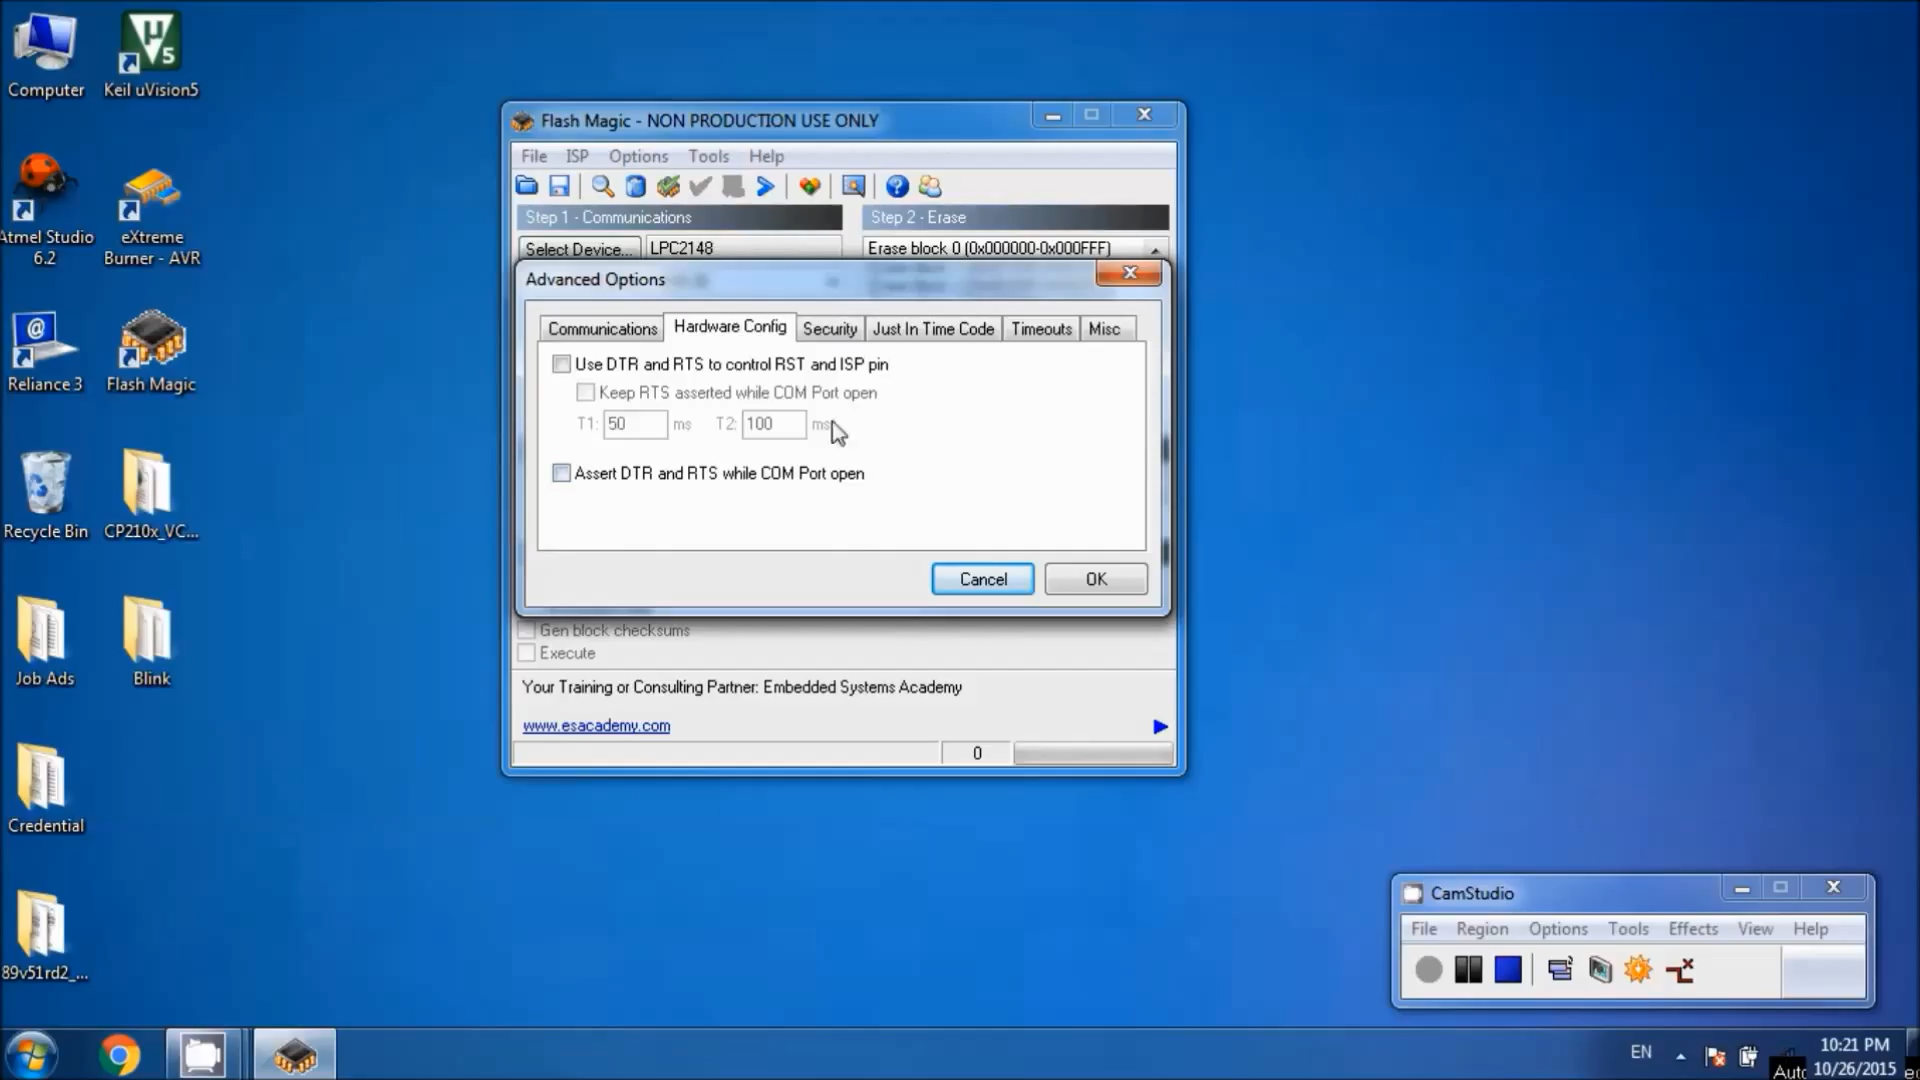 Computer
Keil uVision5
Atmel Studio
6.2
eXtreme
Burner - AVR
Reliance 3
Flash Magic
Recycle Bin
CP210x_VC...
Job Ads
Blink
Credential
89v51rd2_...
Flash Magic - NON PRODUCTION USE ONLY
File ISP Options Tools Help
Step 1 - Communications
Step 2 - Erase
Select Device... LPC2148
Erase block 0 (0x000000-0x000FFF)
Advanced Options
Communications Hardware Config Security Just In Time Code Timeouts Misc
Use DTR and RTS to control RST and ISP pin
Keep RTS asserted while COM Port open
T1: 50 ms T2: 100 ms
Assert DTR and RTS while COM Port open
Cancel OK
Gen block checksums
Execute
Your Training or Consulting Partner: Embedded Systems Academy
www.esacademy.com
0
CamStudio
File Region Options Tools Effects View Help
EN
10:21 PM
10/26/2015